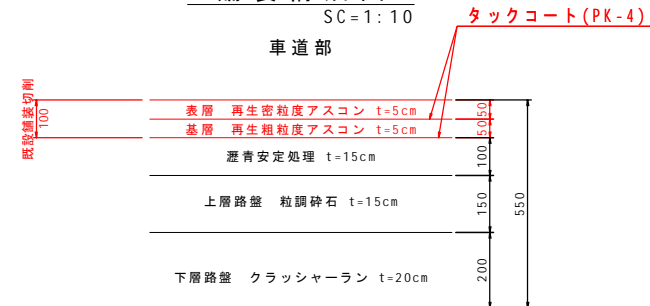 SC=1:10
タックコート(PK-4)
車道部
既設舗装切削
100
表層 再生密粒度アスコン t=5cm
50
基層 再生粗粒度アスコン t=5cm
50
瀝青安定処理 t=15cm
100
上層路盤 粒調砕石 t=15cm
150
550
下層路盤 クラッシャーラン t=20cm
200